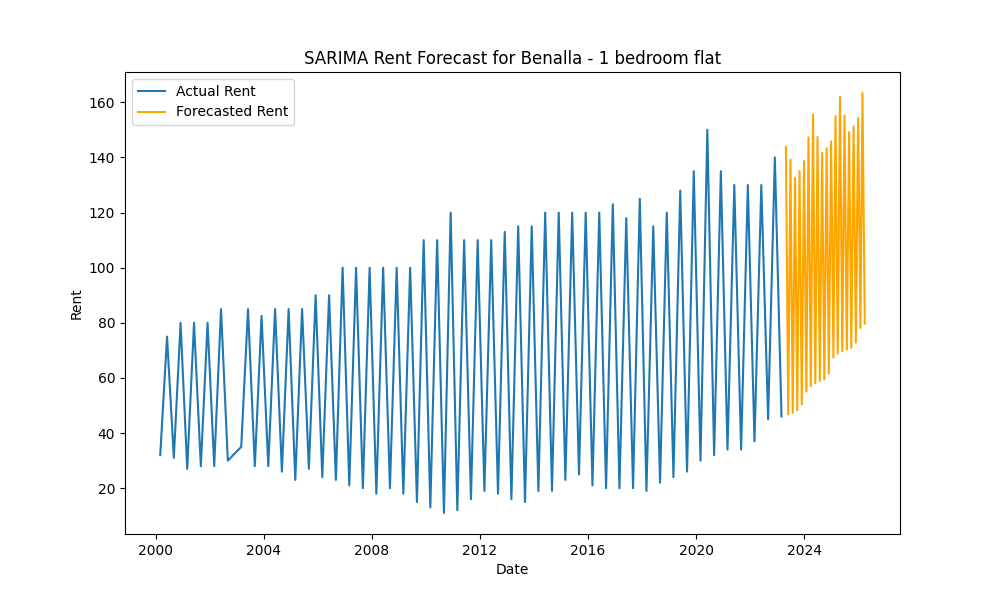 SARIMA Rent Forecast for Benalla - 1 bedroom flat
Actual Rent
Forecasted Rent
160
140
120
100
80
60
40
20
Rent
2000 2004 2008 2012 2016 2020 2024
Date